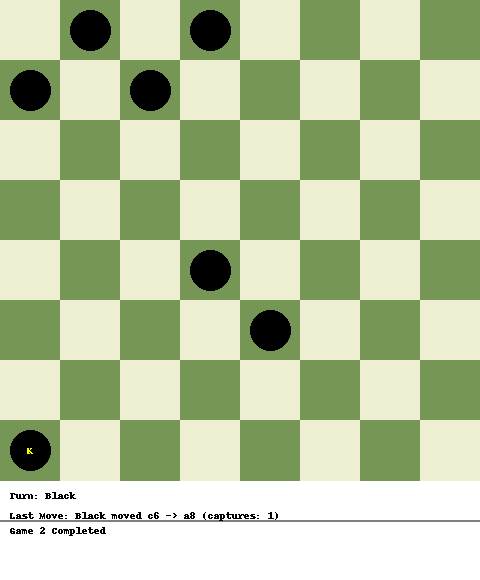 K
Turn: Black
Last Move: Black moved c6 -> a8 (captures: 1)
Game 2 Completed